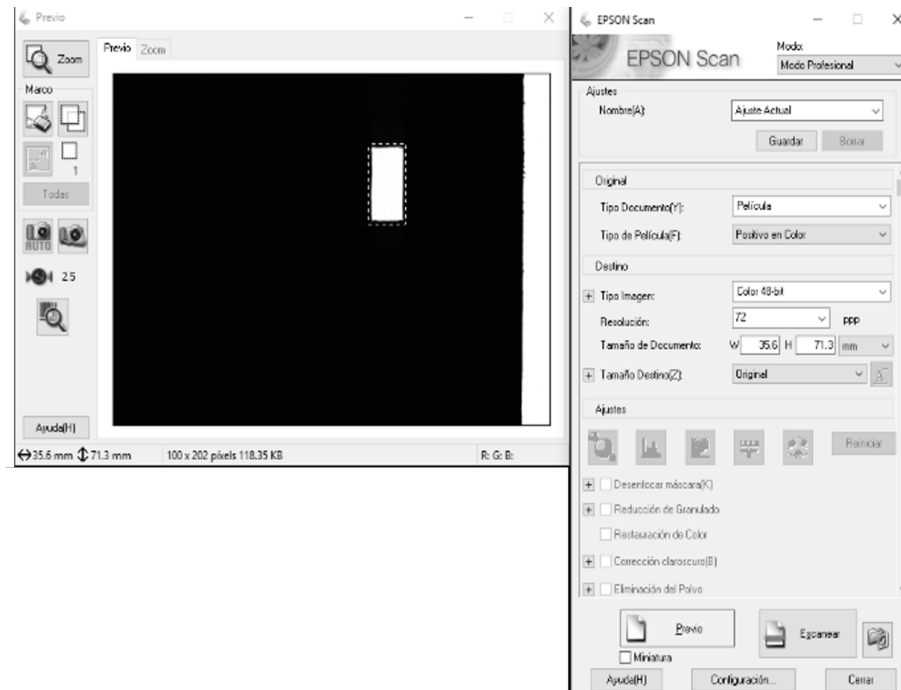 Previo
Zoom
Previo Zoom
Marco
1
Todas
AUTO
2.5
Ayuda(H)
35.6 mm 71.3 mm 100 x 202 píxels 118.35 KB R: G: B:
EPSON Scan
EPSON Scan
Modo:
Modo Profesional
Ajustes
Nombre(A): Ajuste Actual
Guardar Borrar
Original
Tipo Documento(Y): Película
Tipo de Película(F): Positivo en Color
Destino
Tipo Imagen: Color 48-bit
Resolución: 72 ppp
Tamaño de Documento: W 35.6 H 71.3 mm
Tamaño Destino(Z): Original
Ajustes
Reiniciar
Desenfocar máscara(K)
Reducción de Granulado
Restauración de Color
Corrección claroscuro(B)
Eliminación del Polvo
Previo Escanear
Miniatura
Ayuda(H) Configuración... Cerrar